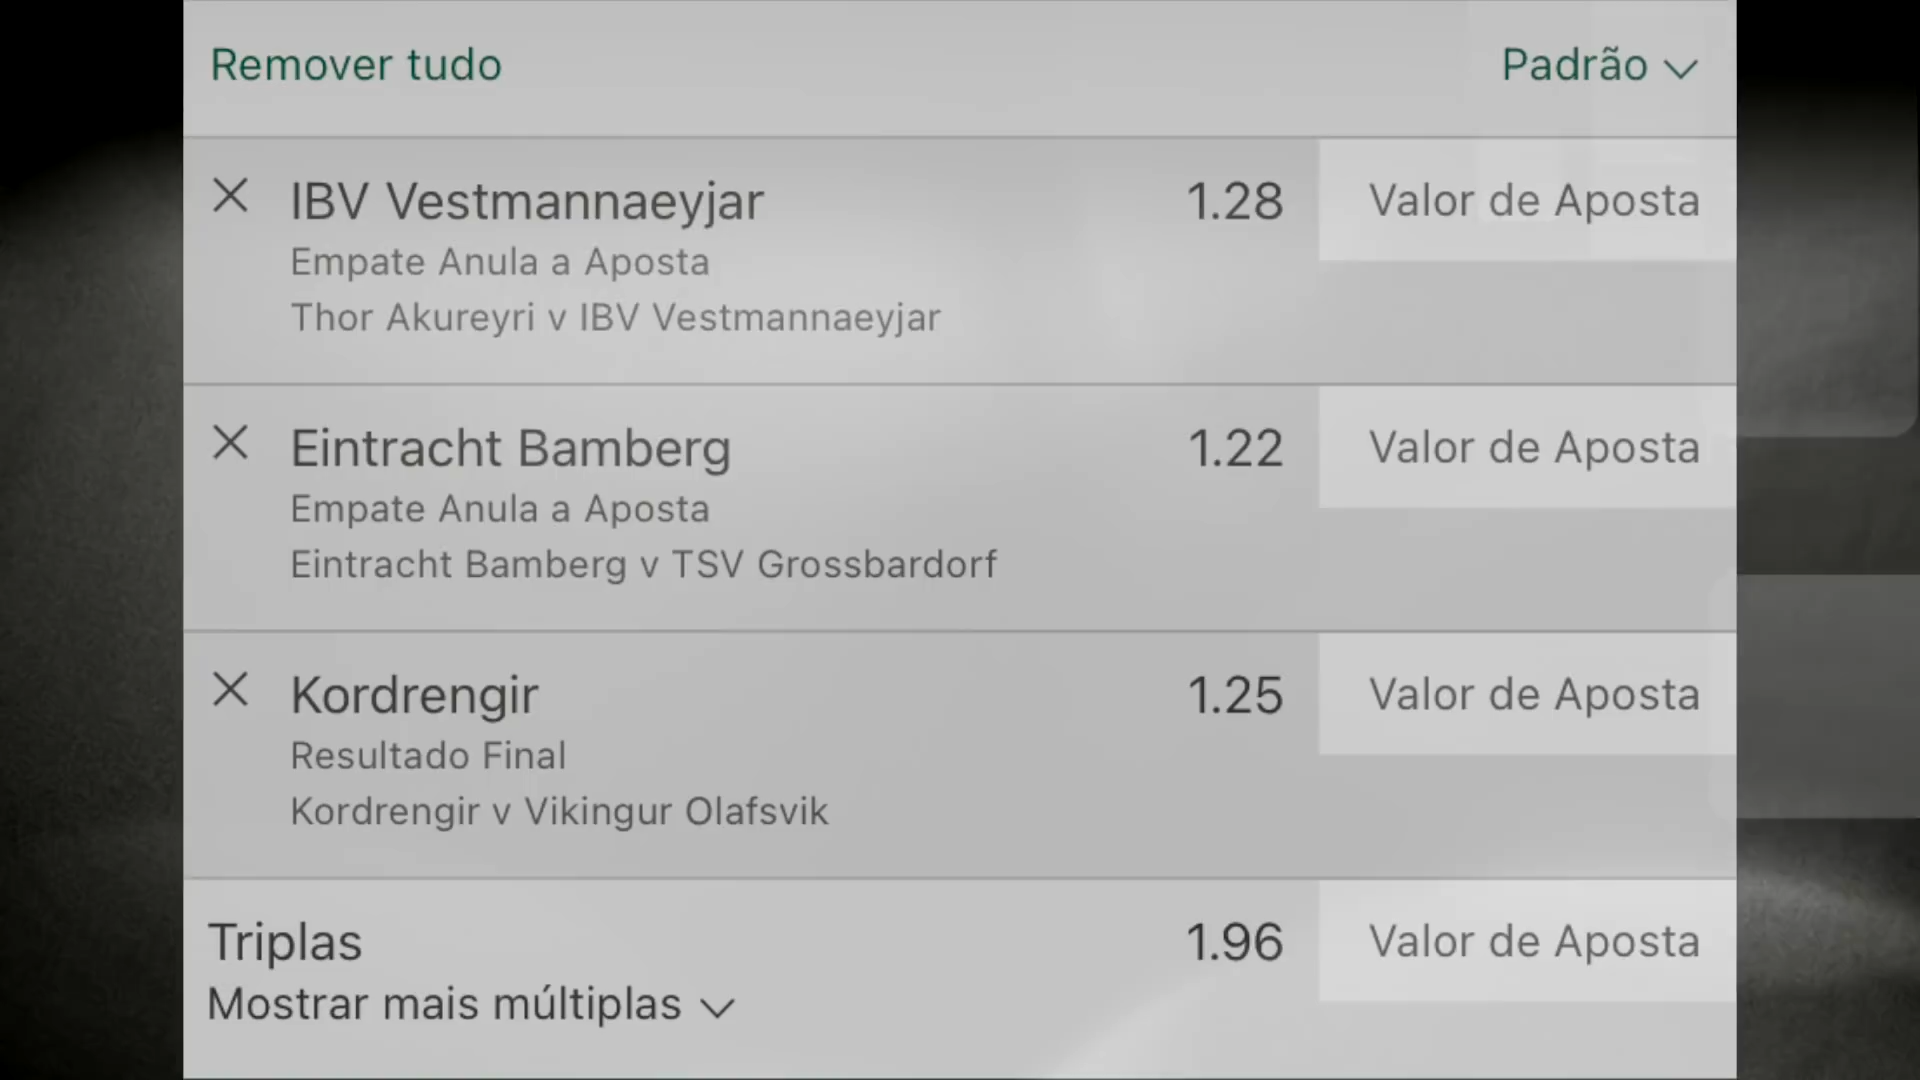 Remover tudo
Padrão
IBV Vestmannaeyjar 1.28 Valor de Aposta
Empate Anula a Aposta
Thor Akureyri v IBV Vestmannaeyjar
Eintracht Bamberg 1.22 Valor de Aposta
Empate Anula a Aposta
Eintracht Bamberg v TSV Grossbardorf
Kordrengir 1.25 Valor de Aposta
Resultado Final
Kordrengir v Vikingur Olafsvik
Triplas 1.96 Valor de Aposta
Mostrar mais múltiplas